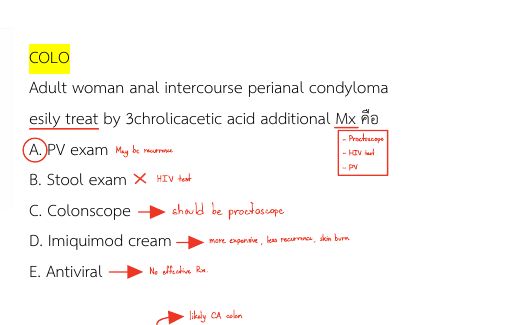 COLO
Adult woman anal intercourse perianal condyloma
esily treat by 3chrolicacetic acid additional Mx คือ
- Proctoscope
- HIV test
- PV
A. PV exam May be recurrence
B. Stool exam × HIV test
C. Colonscope → should be proctoscope
D. Imiquimod cream → more expensive, less recurrence, skin burn
E. Antiviral → No effective Rx.
likely CA colon